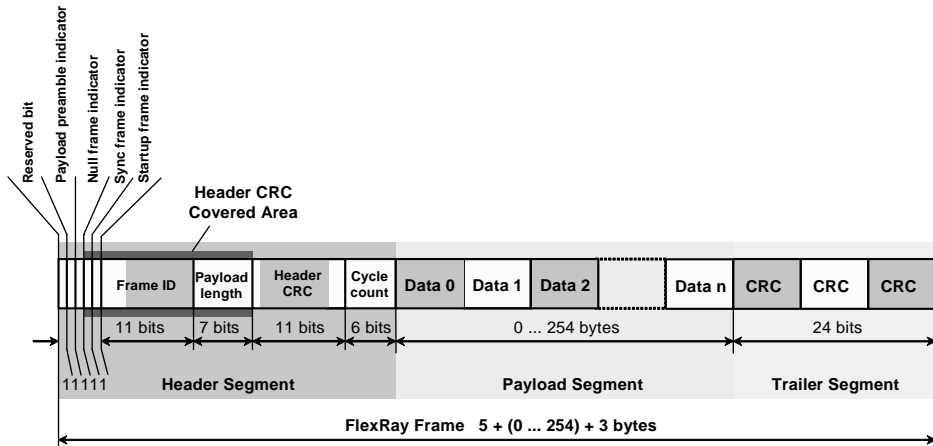 Reserved bit
Payload preamble indicator
Null frame indicator
Sync frame indicator
Startup frame indicator
Header CRC
Covered Area
Frame ID
Payload
length
Header
CRC
Cycle
count
Data 0
Data 1
Data 2
Data n
CRC
CRC
CRC
11 bits
7 bits
11 bits
6 bits
0 ... 254 bytes
24 bits
11111
Header Segment
Payload Segment
Trailer Segment
FlexRay Frame 5 + (0 ... 254) + 3 bytes